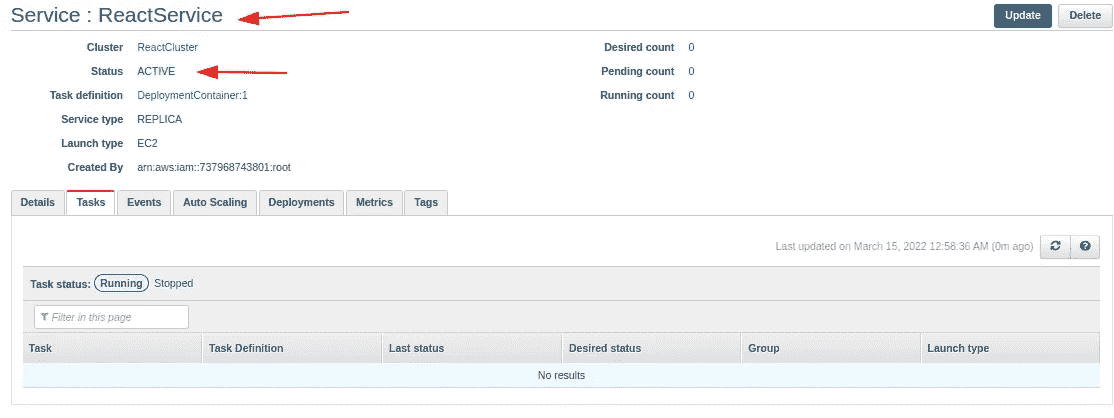 Service : ReactService
Update
Delete
Cluster ReactCluster
Desired count 0
Status ACTIVE
Pending count 0
Task definition DeploymentContainer:1
Running count 0
Service type REPLICA
Launch type EC2
Created By arn:aws:iam::737968743801:root
Details Tasks Events Auto Scaling Deployments Metrics Tags
Last updated on March 15, 2022 12:58:36 AM (0m ago)
Task status: Running Stopped
Filter in this page
Task Task Definition Last status Desired status Group Launch type
No results